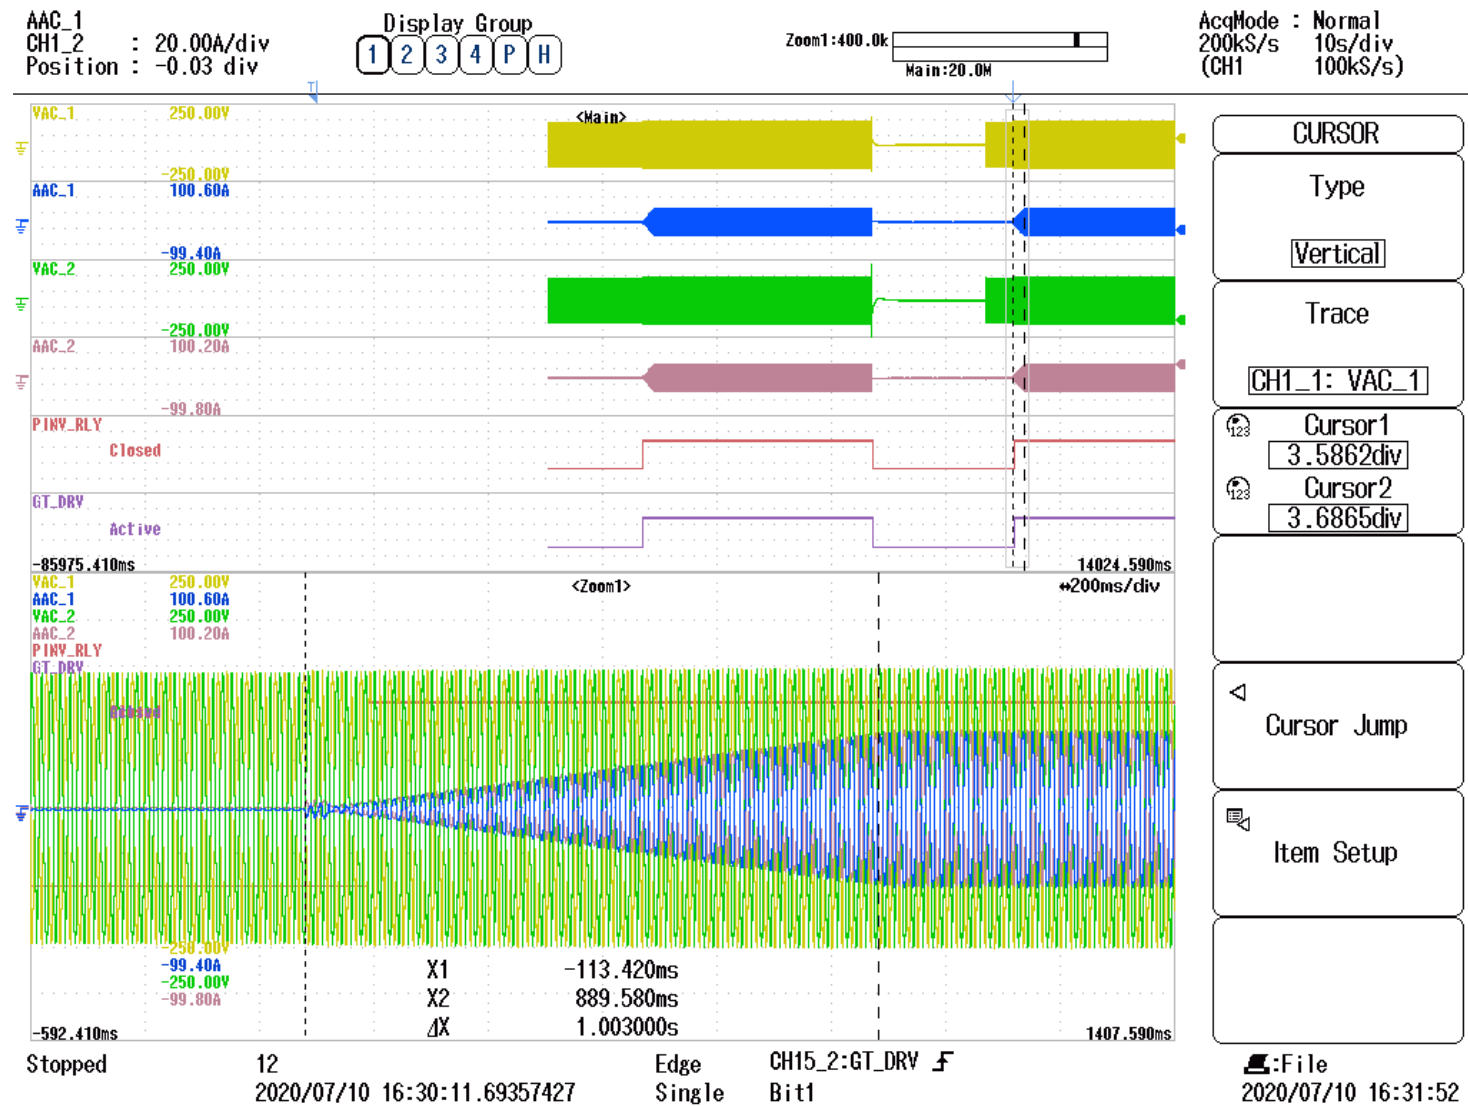 AAC_1
CH1_2 : 20.00A/div
Position : -0.03 div
Display Group
1 2 3 4 P H
Zoom1:400.0k
Main:20.0M
AcqMode : Normal
200kS/s 10s/div
(CH1 100kS/s)
T
VAC_1 250.00V
<Main>
-250.00V
AAC_1 100.60A
-99.40A
VAC_2 250.00V
-250.00V
AAC_2 100.20A
-99.80A
PINV_RLY
Closed
GT_DRV
Active
-85975.410ms 14024.590ms
VAC_1 250.00V
<Zoom1>
⇔200ms/div
AAC_1 100.60A
VAC_2 250.00V
AAC_2 100.20A
PINV_RLY
GT_DRV
-250.00V
-99.40A
-250.00V
-99.80A
X1 -113.420ms
X2 889.580ms
ΔX 1.003000s
-592.410ms 1407.590ms
CURSOR
Type
Vertical
Trace
CH1_1: VAC_1
123
Cursor1
3.5862div
123
Cursor2
3.6865div
Cursor Jump
Item Setup
Stopped 12 Edge CH15_2:GT_DRV
2020/07/10 16:30:11.69357427 Single Bit1
:File
2020/07/10 16:31:52